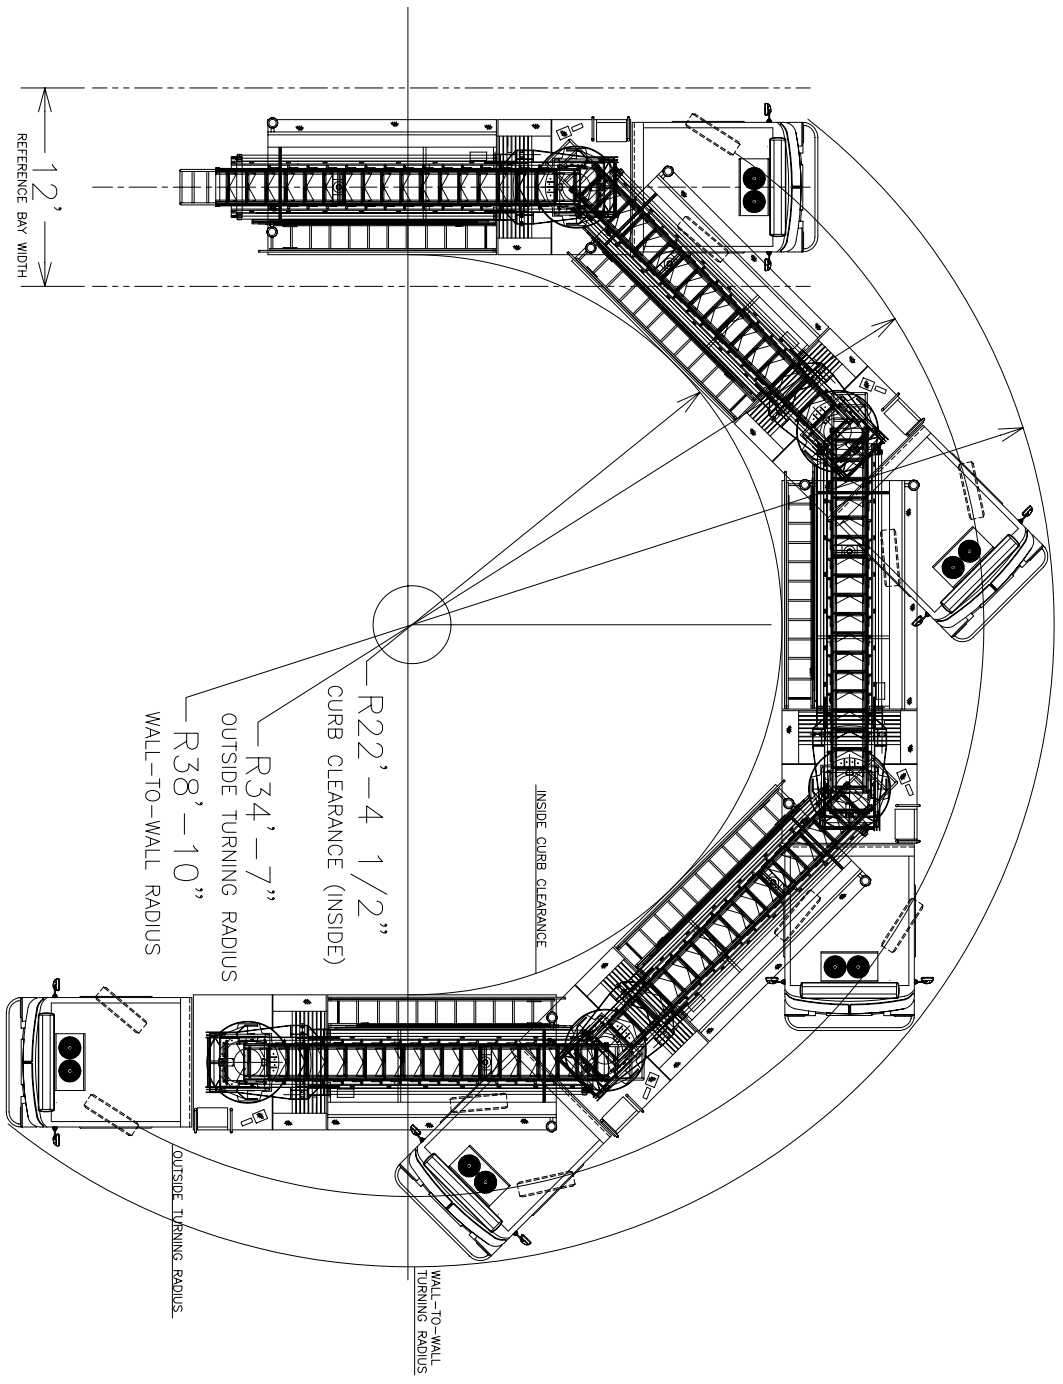 12'
REFERENCE BAY WIDTH
R22'-4 1/2"
CURB CLEARANCE (INSIDE)
R34'-7"
OUTSIDE TURNING RADIUS
R38'-10"
WALL-TO-WALL RADIUS
INSIDE CURB CLEARANCE
OUTSIDE TURNING RADIUS
WALL-TO-WALL
TURNING RADIUS